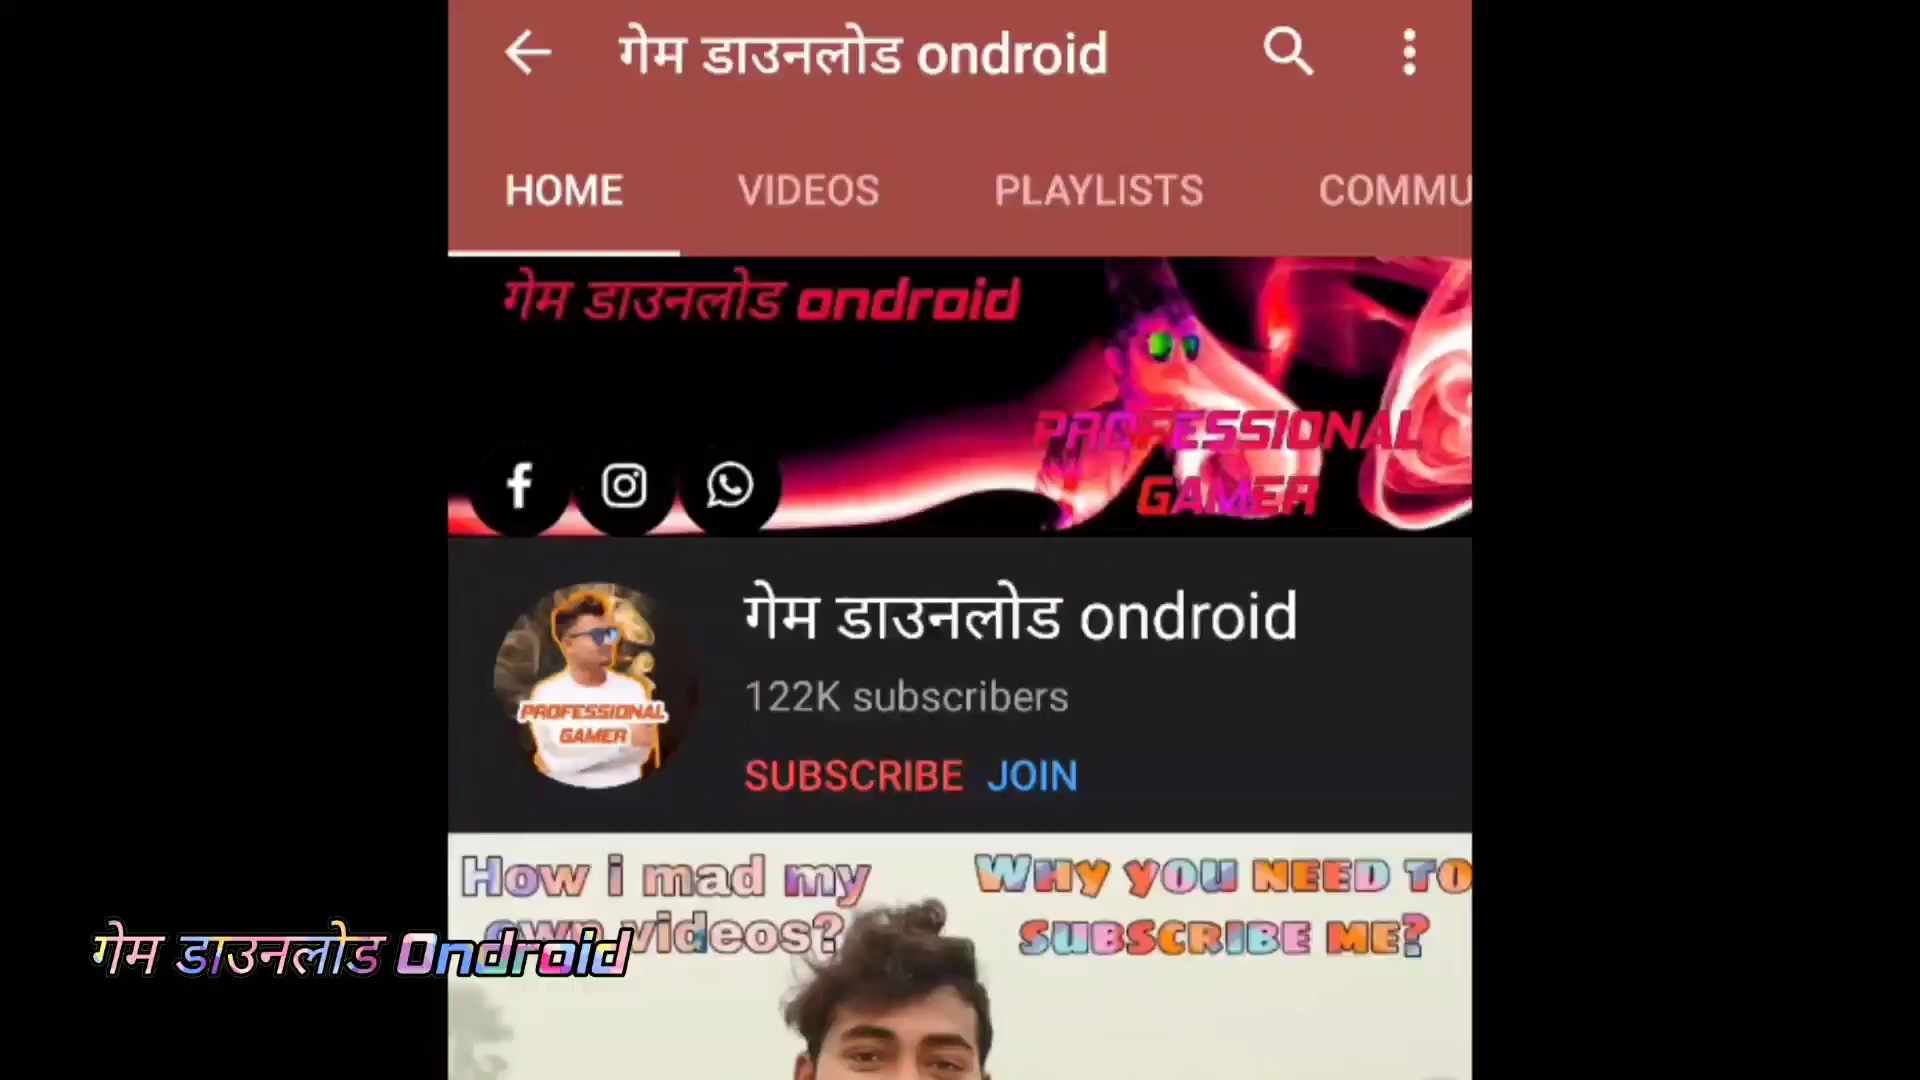 गेम डाउनलोड ondroid
HOME VIDEOS PLAYLISTS COMMU
गेम डाउनलोड ondroid
PROFESSIONAL
GAMER
गेम डाउनलोड ondroid
122K subscribers
PROFESSIONAL
GAMER
SUBSCRIBE JOIN
How i mad my
own videos?
WHY YOU NEED TO
SUBSCRIBE ME?
गेम डाउनलोड Ondroid